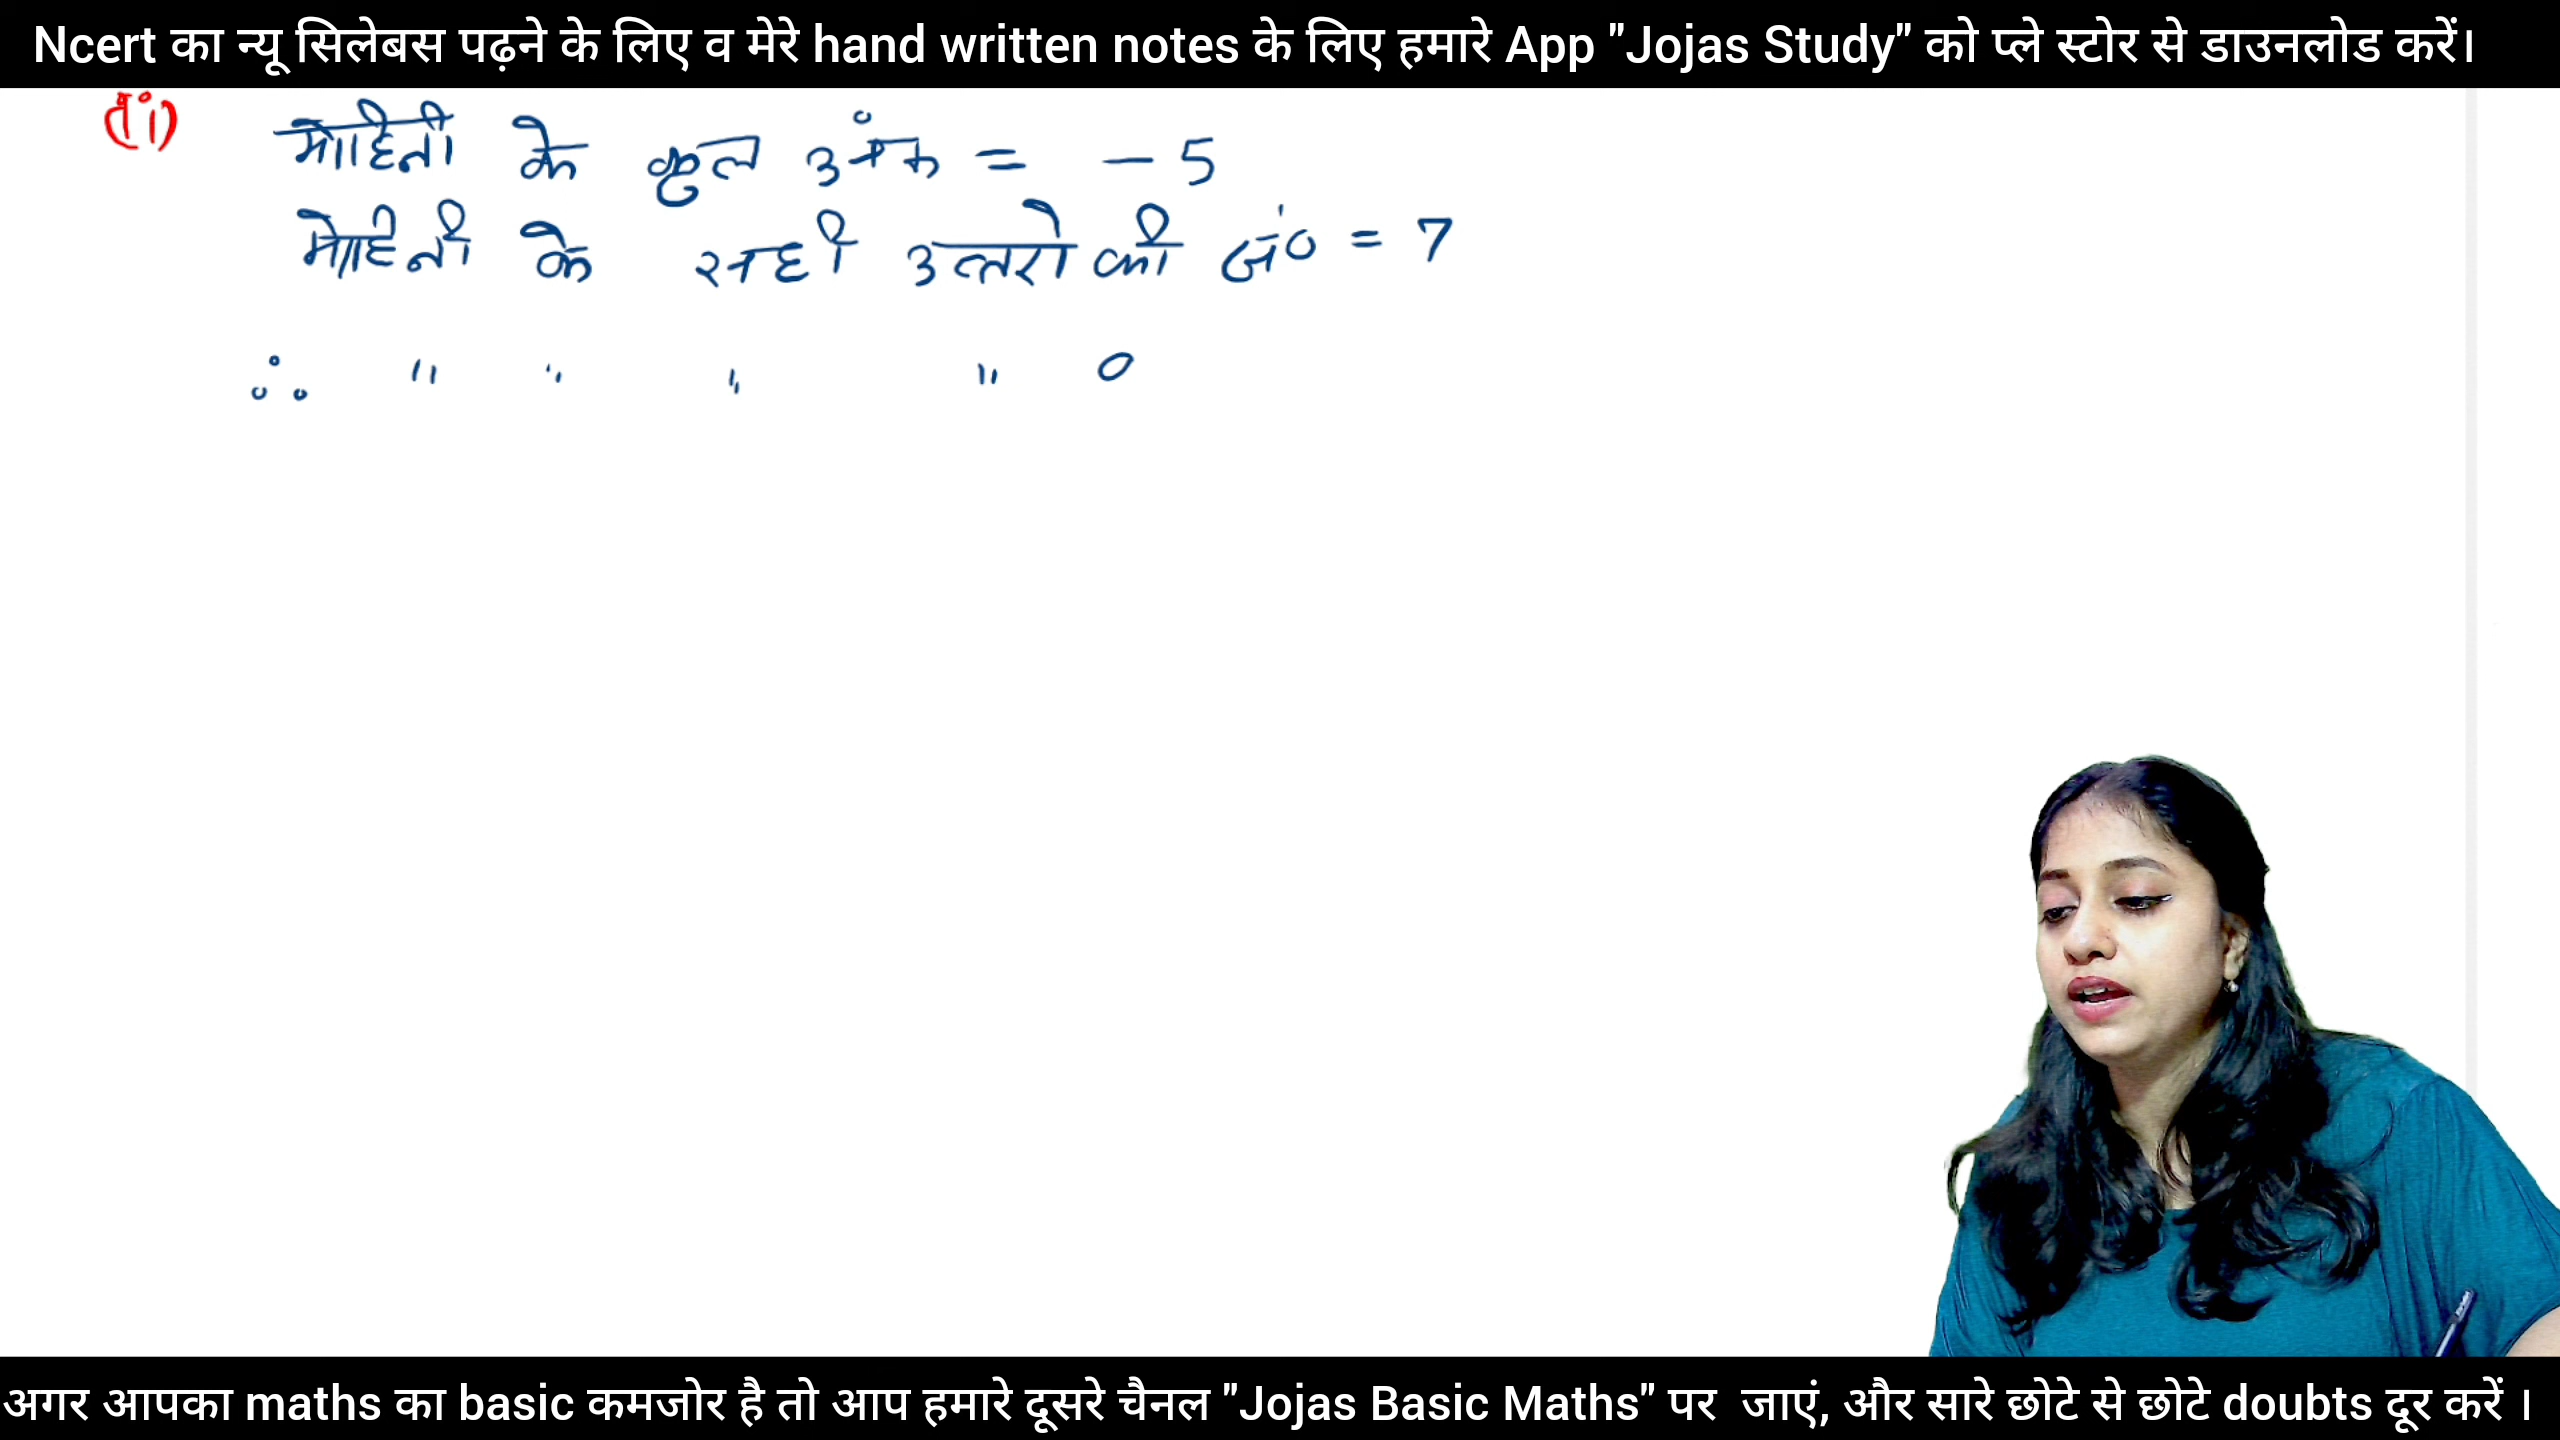 Ncert का न्यू सिलेबस पढ़ने के लिए व मेरे hand written notes के लिए हमारे App "Jojas Study" को प्ले स्टोर से डाउनलोड करें।
(ii) मोहिनी के कुल अंक = - 5
मोहिनी के सही उत्तरो की सं० = 7
∴ " " " " 0
अगर आपका maths का basic कमजोर है तो आप हमारे दूसरे चैनल "Jojas Basic Maths" पर जाएं, और सारे छोटे से छोटे doubts दूर करें ।